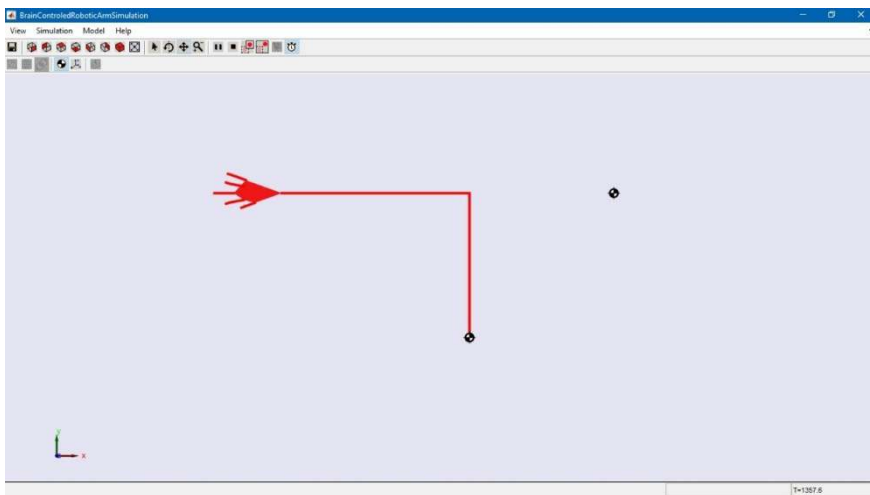 BrainControledRoboticArmSimulation
View Simulation Model Help
Y
X
T=1357.6